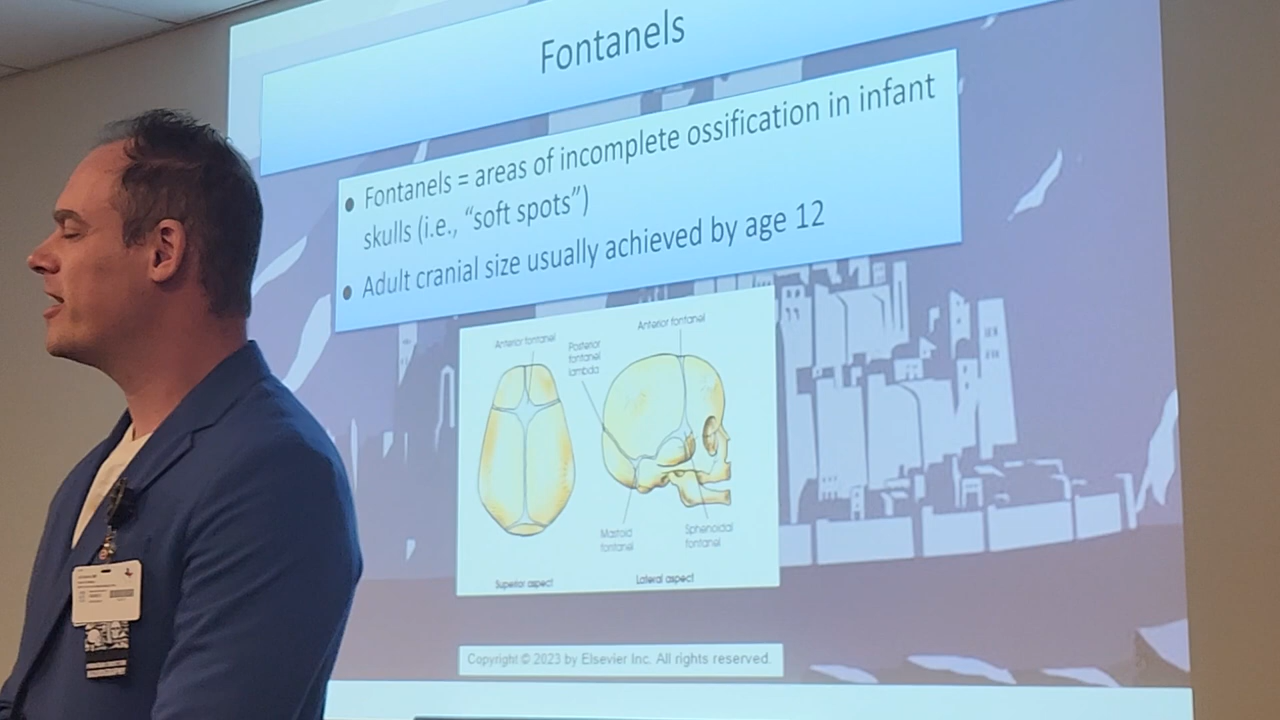 Fontanels
• Fontanels = areas of incomplete ossification in infant
skulls (i.e., “soft spots”)
• Adult cranial size usually achieved by age 12
Anterior fontanel
Posterior
fontanel
lambda
Anterior fontanel
Mastoid
fontanel
Sphenoidal
fontanel
Superior aspect
Lateral aspect
Copyright © 2023 by Elsevier Inc. All rights reserved.